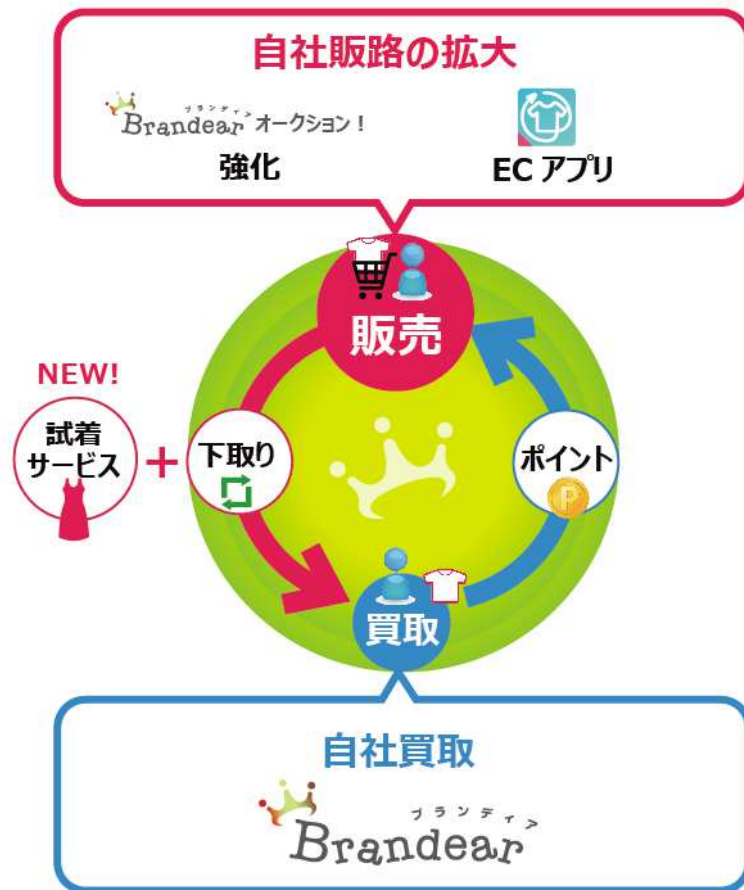 自社販路の拡大
ブランディア
Brandear オークション!
強化
EC アプリ
販売
NEW!
試着
サービス
+
下取り
ポイント
P
買取
自社買取
ブランディア
Brandear